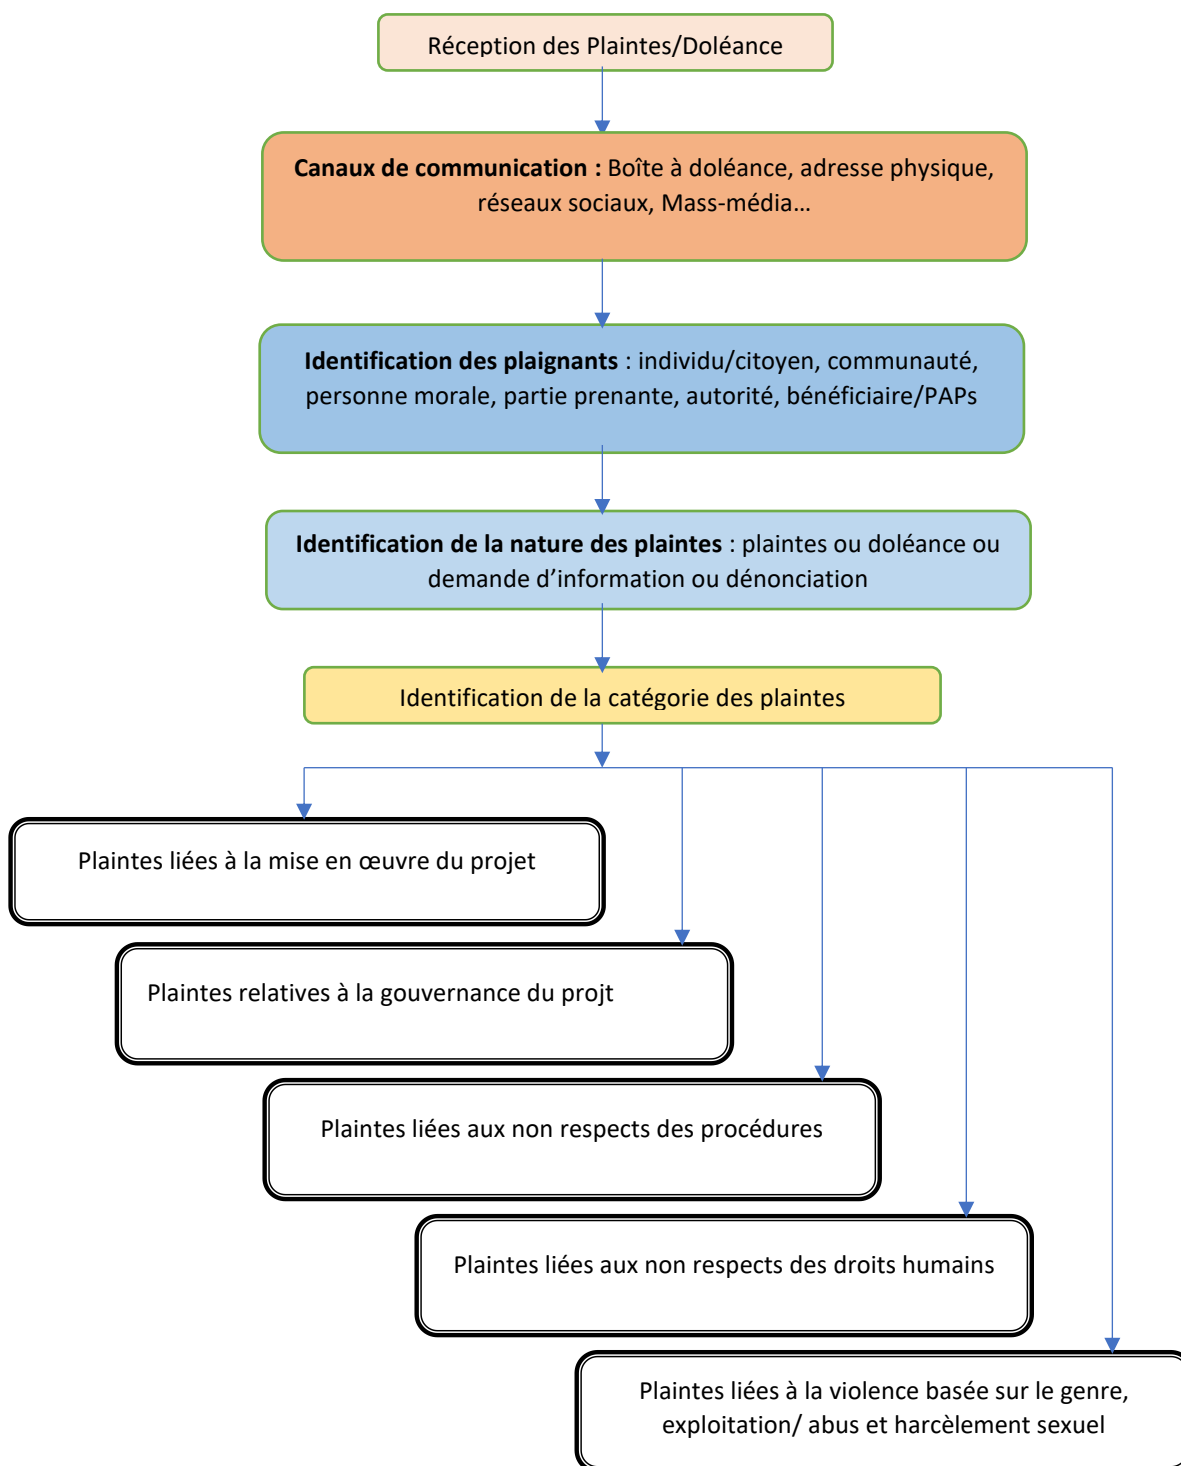 Réception des Plaintes/Doléance
Canaux de communication : Boîte à doléance, adresse physique,
réseaux sociaux, Mass-média…
Identification des plaignants : individu/citoyen, communauté,
personne morale, partie prenante, autorité, bénéficiaire/PAPs
Identification de la nature des plaintes : plaintes ou doléance ou
demande d’information ou dénonciation
Identification de la catégorie des plaintes
Plaintes liées à la mise en œuvre du projet
Plaintes relatives à la gouvernance du projt
Plaintes liées aux non respects des procédures
Plaintes liées aux non respects des droits humains
Plaintes liées à la violence basée sur le genre,
exploitation/ abus et harcèlement sexuel